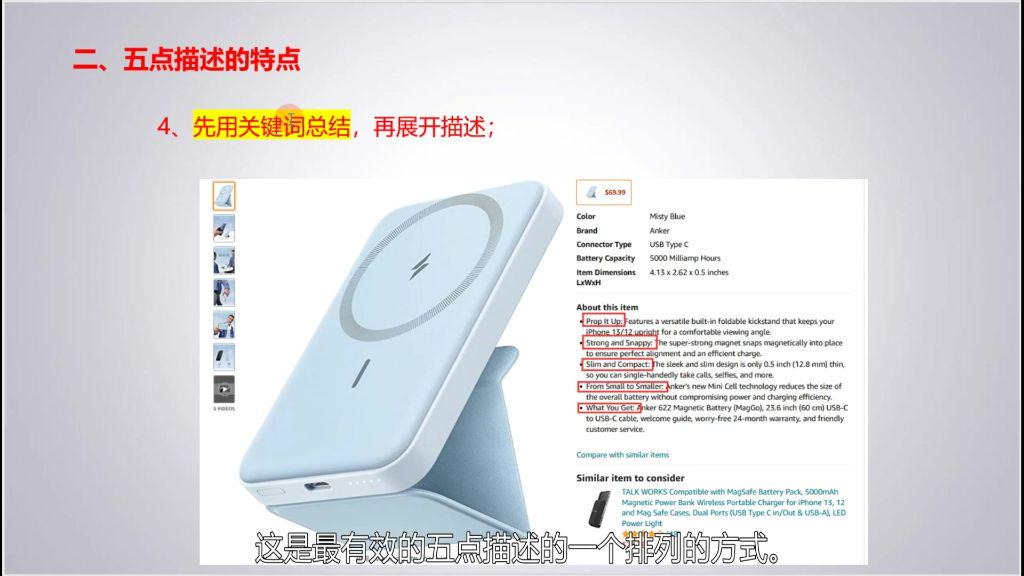 二、五点描述的特点
4、先用关键词总结，再展开描述；
$69.99
Color Misty Blue
Brand Anker
Connector Type USB Type C
Battery Capacity 5000 Milliamp Hours
Item Dimensions 4.13 x 2.62 x 0.5 inches
LxWxH
About this item
• Prop It Up: Features a versatile built-in foldable kickstand that keeps your
iPhone 13/12 upright for a comfortable viewing angle.
• Strong and Snappy: The super-strong magnet snaps magnetically into place
to ensure perfect alignment and an efficient charge.
• Slim and Compact: The sleek and slim design is only 0.5 inch (12.8 mm) thin,
so you can single-handedly take calls, selfies, and more.
• From Small to Smaller: Anker's new Mini Cell technology reduces the size of
the overall battery without compromising power and charging efficiency.
• What You Get: Anker 622 Magnetic Battery (MagGo), 23.6 inch (60 cm) USB-C
to USB-C cable, welcome guide, worry-free 24-month warranty, and friendly
customer service.
5 VIDEOS
Compare with similar items
Similar item to consider
TALK WORKS Compatible with MagSafe Battery Pack, 5000mAh
Magnetic Power Bank Wireless Portable Charger for iPhone 13, 12
and Mag Safe Cases, Dual Ports (USB Type C in/Out & USB-A), LED
Power Light
这是最有效的五点描述的一个排列的方式。